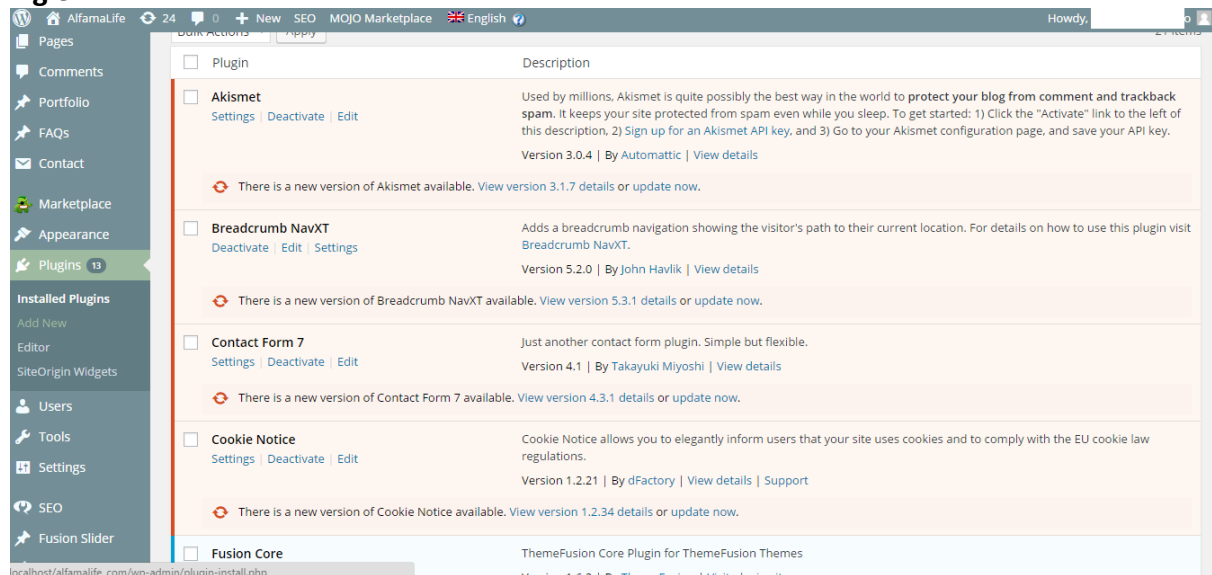 AlfamaLife 24 0 + New SEO MOJO Marketplace English Howdy, o
Pages
Comments
Portfolio
FAQs
Contact
Marketplace
Appearance
Plugins 13
Installed Plugins
Add New
Editor
SiteOrigin Widgets
Users
Tools
Settings
SEO
Fusion Slider
Bulk Actions Apply
items
Plugin Description
Akismet
Settings | Deactivate | Edit
Used by millions, Akismet is quite possibly the best way in the world to protect your blog from comment and trackback
spam. It keeps your site protected from spam even while you sleep. To get started: 1) Click the "Activate" link to the left of
this description, 2) Sign up for an Akismet API key, and 3) Go to your Akismet configuration page, and save your API key.
Version 3.0.4 | By Automattic | View details
There is a new version of Akismet available. View version 3.1.7 details or update now.
Breadcrumb NavXT
Deactivate | Edit | Settings
Adds a breadcrumb navigation showing the visitor's path to their current location. For details on how to use this plugin visit
Breadcrumb NavXT.
Version 5.2.0 | By John Havlik | View details
There is a new version of Breadcrumb NavXT available. View version 5.3.1 details or update now.
Contact Form 7
Settings | Deactivate | Edit
Just another contact form plugin. Simple but flexible.
Version 4.1 | By Takayuki Miyoshi | View details
There is a new version of Contact Form 7 available. View version 4.3.1 details or update now.
Cookie Notice
Settings | Deactivate | Edit
Cookie Notice allows you to elegantly inform users that your site uses cookies and to comply with the EU cookie law
regulations.
Version 1.2.21 | By dFactory | View details | Support
There is a new version of Cookie Notice available. View version 1.2.34 details or update now.
Fusion Core
ThemeFusion Core Plugin for ThemeFusion Themes
localhost/alfamalife_com/wp-admin/plugin-install.php